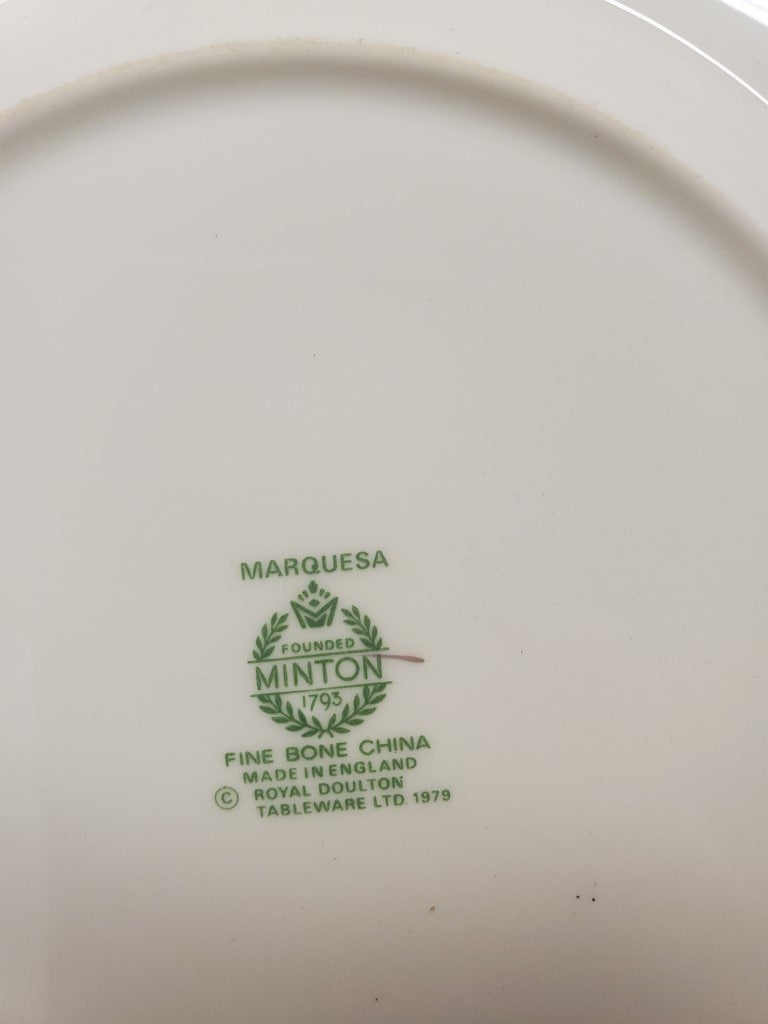 MARQUESA
FOUNDED
MINTON
1793
FINE BONE CHINA
MADE IN ENGLAND
© ROYAL DOULTON
TABLEWARE LTD. 1979